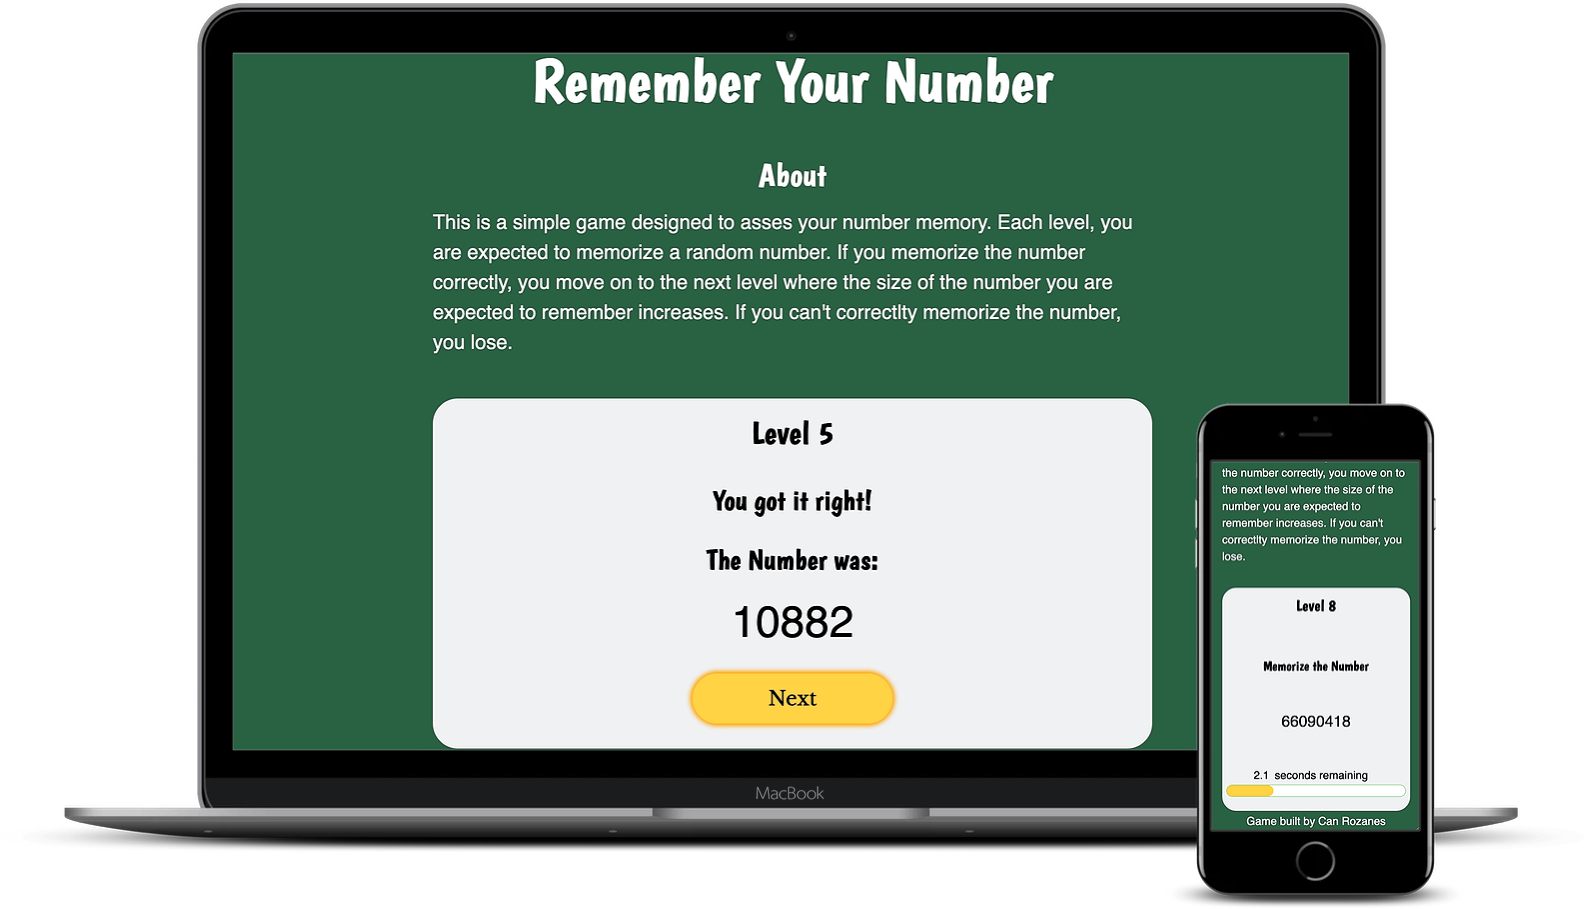 Remember Your Number
About
This is a simple game designed to asses your number memory. Each level, you
are expected to memorize a random number. If you memorize the number
correctly, you move on to the next level where the size of the number you are
expected to remember increases. If you can't correctlty memorize the number,
you lose.
Level 5
You got it right!
The Number was:
10882
Next
MacBook
the number correctly, you move on to
the next level where the size of the
number you are expected to
remember increases. If you can't
correctlty memorize the number, you
lose.
Level 8
Memorize the Number
66090418
2.1 seconds remaining
Game built by Can Rozanes